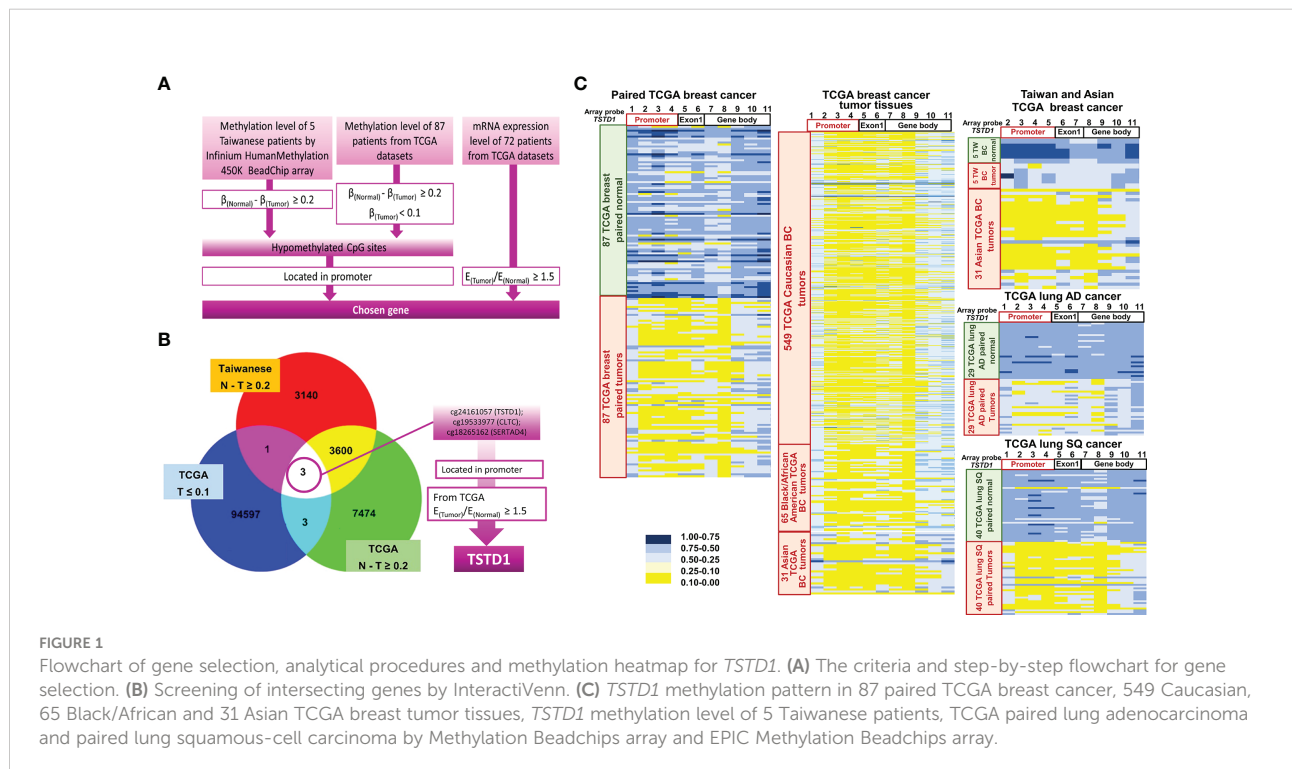 A
Methylation level of 5
Taiwanese patients by
Infinium HumanMethylation
450K BeadChip array
Methylation level of 87
patients from TCGA
datasets
mRNA expression
level of 72 patients
from TCGA datasets
β(Normal) - β(Tumor) ≥ 0.2
β(Normal) - β(Tumor) ≥ 0.2
β(Tumor) < 0.1
Hypomethylated CpG sites
Located in promoter
E(Tumor)/E(Normal) ≥ 1.5
Chosen gene
B
Taiwanese
N - T ≥ 0.2
3140
1
3600
3
TCGA
T ≤ 0.1
94597
3
7474
TCGA
N - T ≥ 0.2
cg24161057 (TSTD1);
cg19533977 (CLTC);
cg18265162 (SERTAD4)
Located in promoter
From TCGA
E(Tumor)/E(Normal) ≥ 1.5
TSTD1
C
Paired TCGA breast cancer
Array probe
TSTD1
1 2 3 4 5 6 7 8 9 10 11
Promoter
Exon1
Gene body
87 TCGA breast
paired normal
87 TCGA breast
paired tumors
1.00-0.75
0.75-0.50
0.50-0.25
0.25-0.10
0.10-0.00
TCGA breast cancer
tumor tissues
Array probe
TSTD1
1 2 3 4 5 6 7 8 9 10 11
Promoter
Exon1
Gene body
549 TCGA Caucasian BC
tumors
65 Black/African
American TCGA
BC tumors
31 Asian
TCGA
BC tumors
Taiwan and Asian
TCGA breast cancer
Array probe
TSTD1
2 3 4 5 6 7 8 9 10 11
Promoter
Exon1
Gene body
5 TW
BC
normal
5 TW
BC
tumor
31 Asian TCGA BC
tumors
TCGA lung AD cancer
Array probe
TSTD1
1 2 3 4 5 6 7 8 9 10 11
Promoter
Exon1
Gene body
29 TCGA lung
AD paired
normal
29 TCGA lung
AD paired
Tumors
TCGA lung SQ cancer
Array probe
TSTD1
1 2 3 4 5 6 7 8 9 10 11
Promoter
Exon1
Gene body
40 TCGA lung SQ
paired normal
40 TCGA lung SQ
paired Tumors
FIGURE 1
Flowchart of gene selection, analytical procedures and methylation heatmap for TSTD1. (A) The criteria and step-by-step flowchart for gene
selection. (B) Screening of intersecting genes by InteractiVenn. (C) TSTD1 methylation pattern in 87 paired TCGA breast cancer, 549 Caucasian,
65 Black/African and 31 Asian TCGA breast tumor tissues, TSTD1 methylation level of 5 Taiwanese patients, TCGA paired lung adenocarcinoma
and paired lung squamous-cell carcinoma by Methylation Beadchips array and EPIC Methylation Beadchips array.